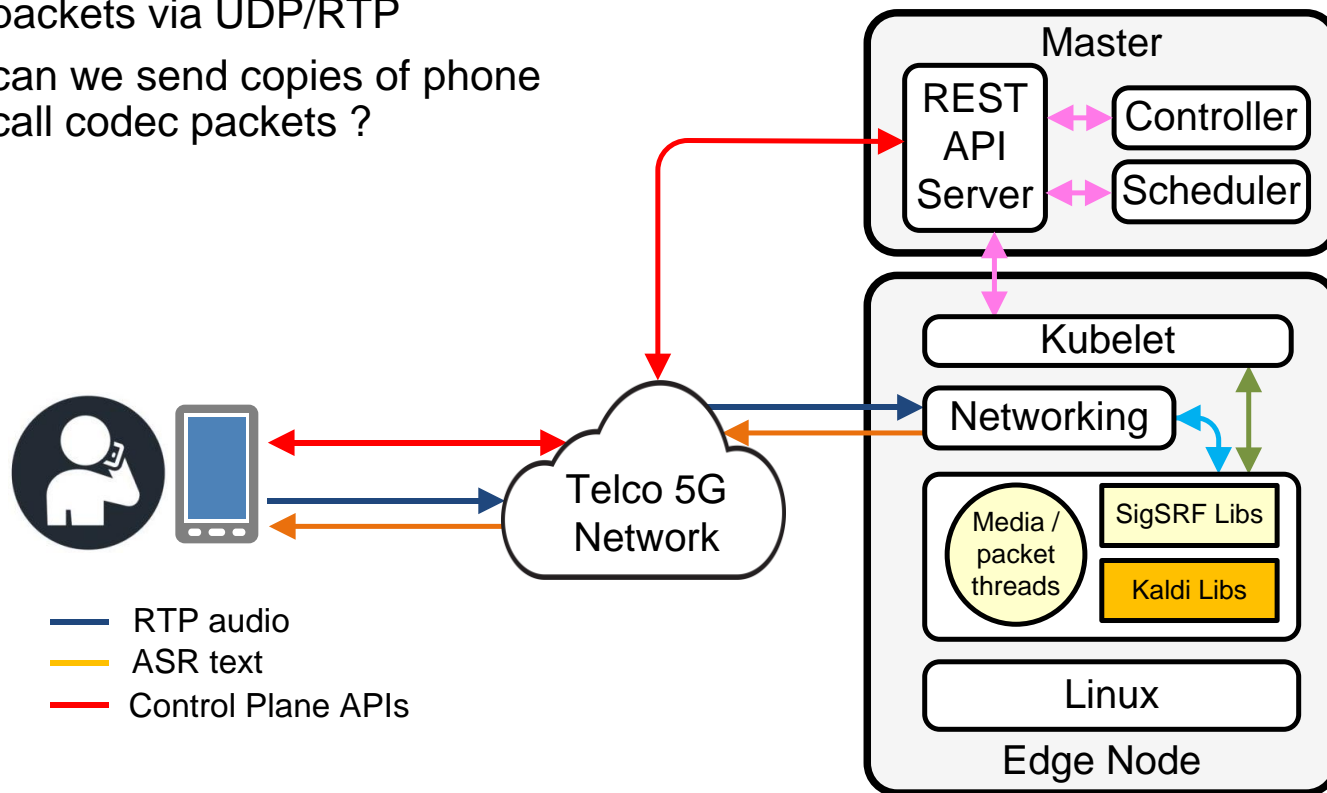 packets via UDP/RTP
can we send copies of phone
call codec packets ?
Master
REST
API
Server
Controller
Scheduler
Kubelet
Networking
Telco 5G
Network
Media /
packet
threads
SigSRF Libs
Kaldi Libs
RTP audio
ASR text
Control Plane APIs
Linux
Edge Node